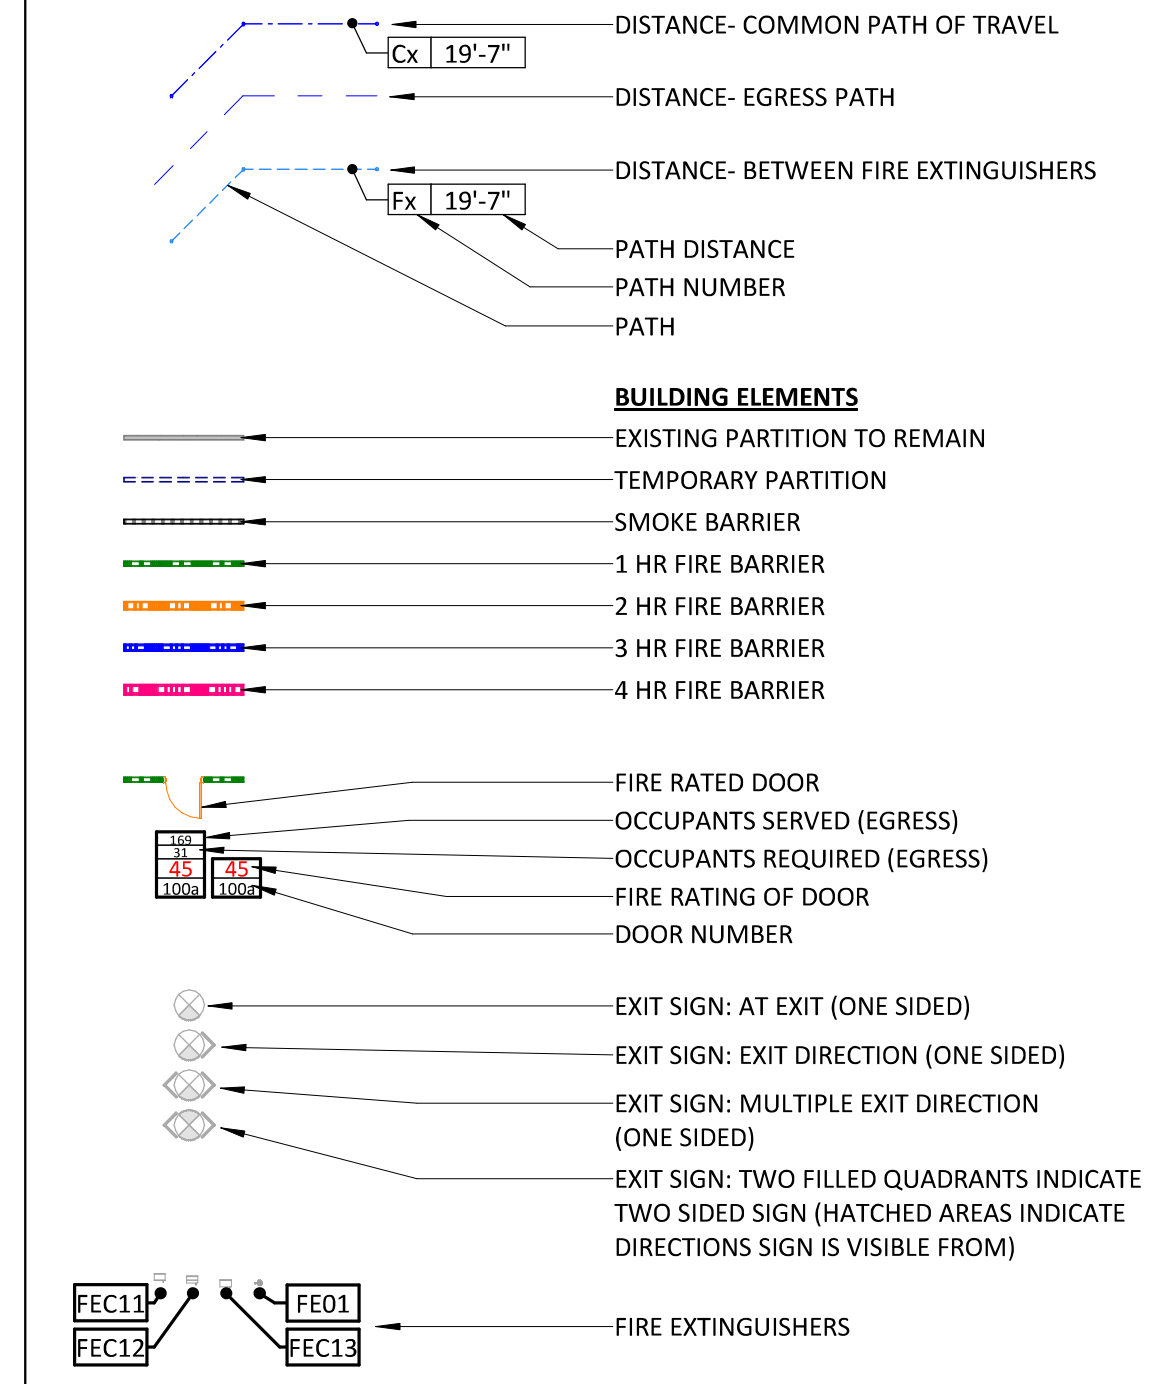 DISTANCE- COMMON PATH OF TRAVEL
Cx 19'-7"
DISTANCE- EGRESS PATH
DISTANCE- BETWEEN FIRE EXTINGUISHERS
Fx 19'-7"
PATH DISTANCE
PATH NUMBER
PATH
BUILDING ELEMENTS
EXISTING PARTITION TO REMAIN
TEMPORARY PARTITION
SMOKE BARRIER
1 HR FIRE BARRIER
2 HR FIRE BARRIER
3 HR FIRE BARRIER
4 HR FIRE BARRIER
FIRE RATED DOOR
OCCUPANTS SERVED (EGRESS)
169
31
OCCUPANTS REQUIRED (EGRESS)
45 45
100a 100a
FIRE RATING OF DOOR
DOOR NUMBER
EXIT SIGN: AT EXIT (ONE SIDED)
EXIT SIGN: EXIT DIRECTION (ONE SIDED)
EXIT SIGN: MULTIPLE EXIT DIRECTION
(ONE SIDED)
EXIT SIGN: TWO FILLED QUADRANTS INDICATE
TWO SIDED SIGN (HATCHED AREAS INDICATE
DIRECTIONS SIGN IS VISIBLE FROM)
FEC11 FE01
FIRE EXTINGUISHERS
FEC12 FEC13